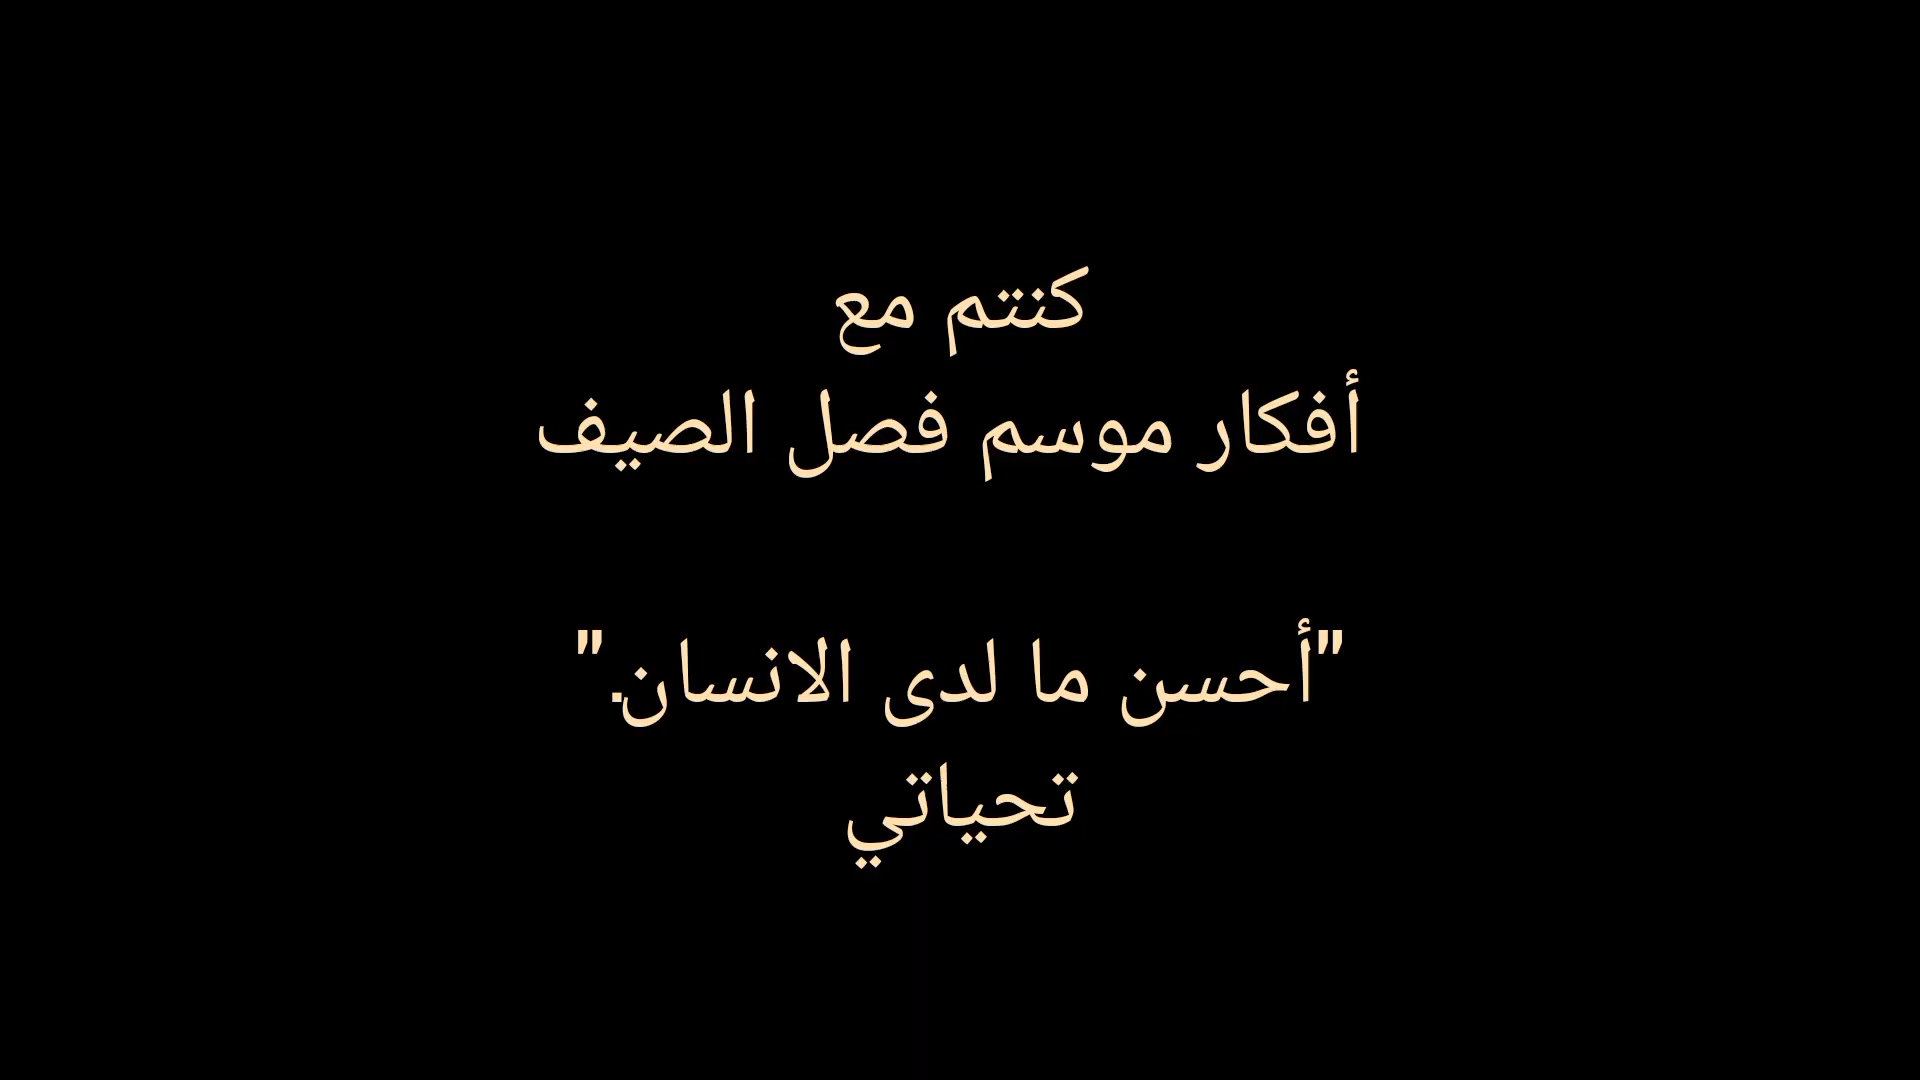 كنتم مع
أفكار موسم فصل الصيف
"أحسن ما لدى الانسان."
تحياتي